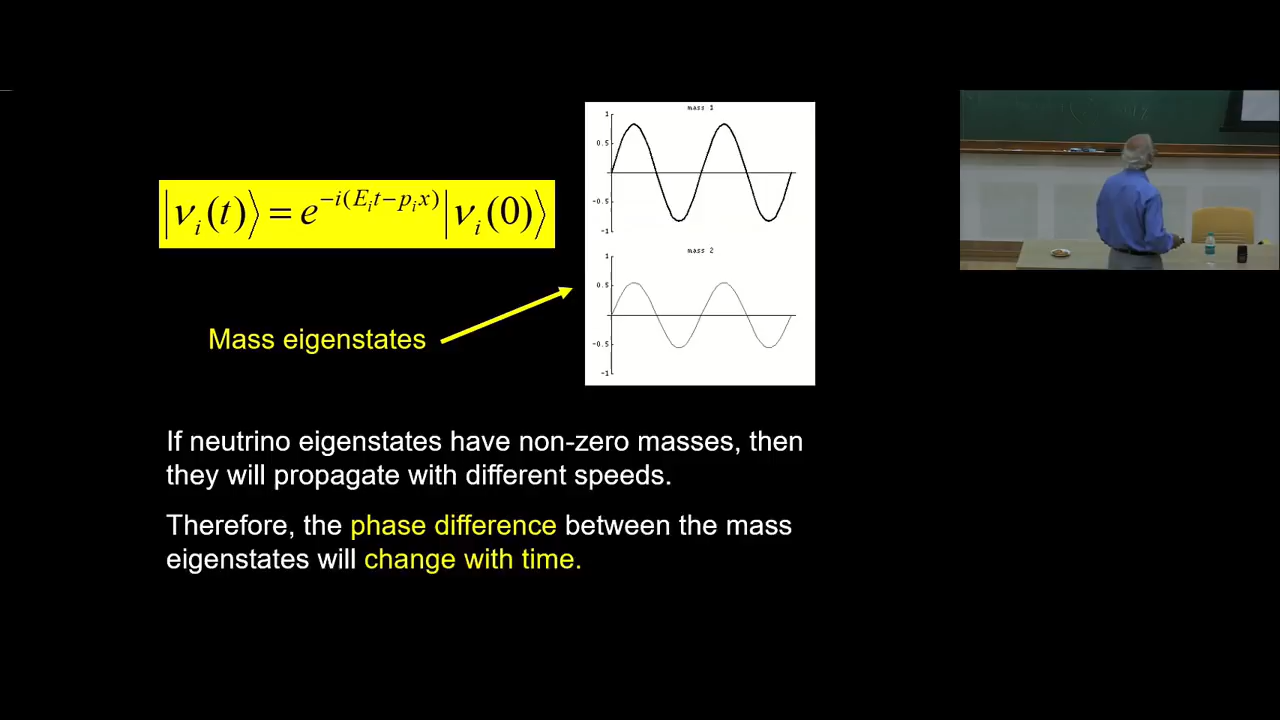 |ν_i(t)⟩ = e^{-i(E_i t - p_i x)} |ν_i(0)⟩
mass 1
1
0.5
-0.5
-1
mass 2
1
0.5
-0.5
-1
Mass eigenstates
If neutrino eigenstates have non-zero masses, then
they will propagate with different speeds.
Therefore, the phase difference between the mass
eigenstates will change with time.